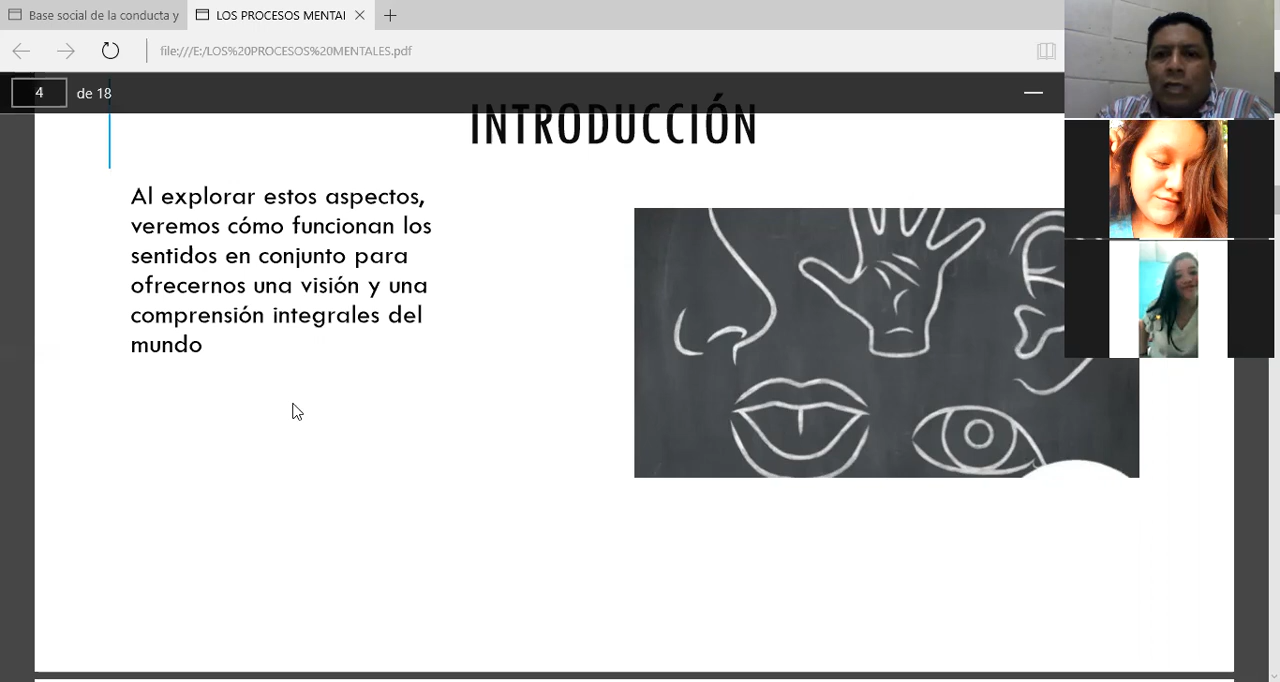 Base social de la conducta y
LOS PROCESOS MENTAI
file:///E:/LOS%20PROCESOS%20MENTALES.pdf
4 de 18
INTRODUCCIÓN
Al explorar estos aspectos,
veremos cómo funcionan los
sentidos en conjunto para
ofrecernos una visión y una
comprensión integrales del
mundo